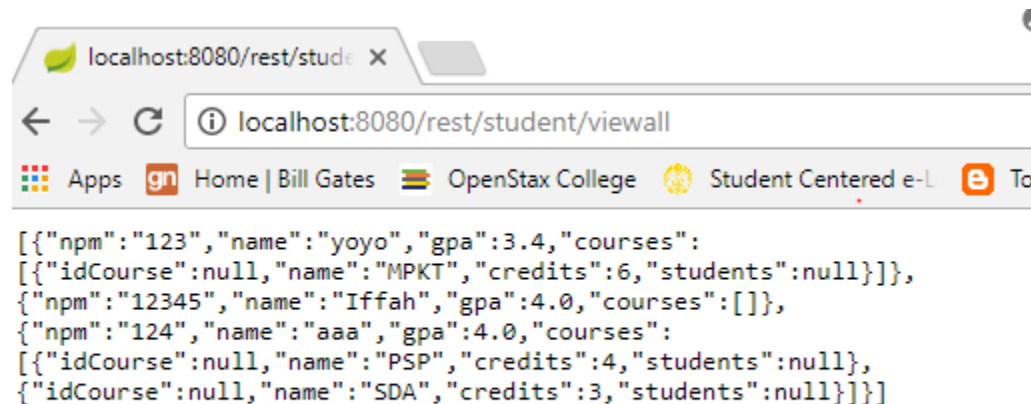 localhost:8080/rest/stude
localhost:8080/rest/student/viewall
Apps gn Home | Bill Gates OpenStax College Student Centered e-L To
[{"npm":"123","name":"yoyo","gpa":3.4,"courses":
[{"idCourse":null,"name":"MPKT","credits":6,"students":null}]},
{"npm":"12345","name":"Iffah","gpa":4.0,"courses":[]},
{"npm":"124","name":"aaa","gpa":4.0,"courses":
[{"idCourse":null,"name":"PSP","credits":4,"students":null},
{"idCourse":null,"name":"SDA","credits":3,"students":null}]}]